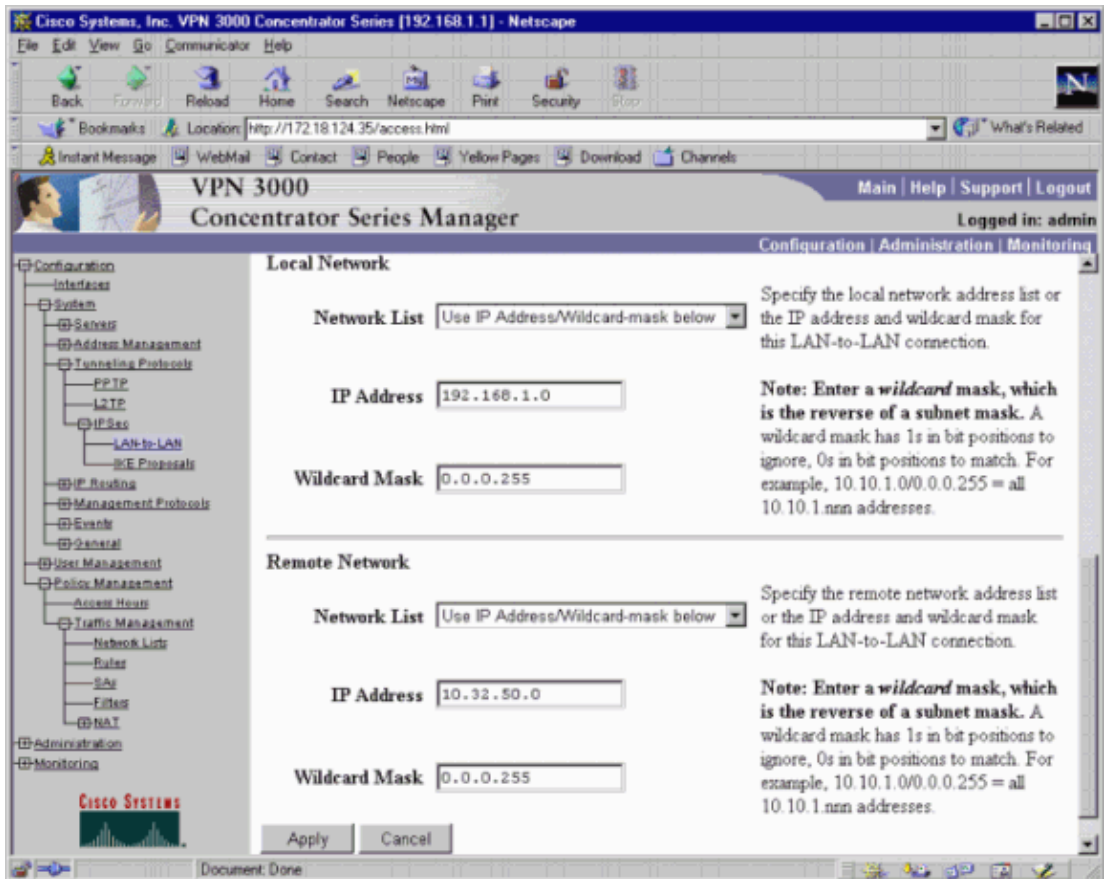 Cisco Systems, Inc. VPN 3000 Concentrator Series [192.168.1.1] - Netscape
File Edit View Go Communicator Help
Back Forward Reload Home Search Netscape Print Security Stop
Bookmarks Location: http://172.18.124.35/access.html What's Related
Instant Message WebMail Contact People Yellow Pages Download Channels
VPN 3000
Concentrator Series Manager
Main | Help | Support | Logout
Logged in: admin
Configuration | Administration | Monitoring
Configuration
Interfaces
System
Servers
Address Management
Tunneling Protocols
PPTP
L2TP
IPSec
LAN-to-LAN
IKE Proposals
IP Routing
Management Protocols
Events
General
User Management
Policy Management
Access Hours
Traffic Management
Network Lists
Rules
SAs
Filters
NAT
Administration
Monitoring
CISCO SYSTEMS
Local Network
Network List Use IP Address/Wildcard-mask below
Specify the local network address list or
the IP address and wildcard mask for
this LAN-to-LAN connection.
IP Address 192.168.1.0
Wildcard Mask 0.0.0.255
Note: Enter a wildcard mask, which
is the reverse of a subnet mask. A
wildcard mask has 1s in bit positions to
ignore, 0s in bit positions to match. For
example, 10.10.1.0/0.0.0.255 = all
10.10.1.nnn addresses.
Remote Network
Network List Use IP Address/Wildcard-mask below
Specify the remote network address list
or the IP address and wildcard mask
for this LAN-to-LAN connection.
IP Address 10.32.50.0
Wildcard Mask 0.0.0.255
Note: Enter a wildcard mask, which
is the reverse of a subnet mask. A
wildcard mask has 1s in bit positions to
ignore, 0s in bit positions to match. For
example, 10.10.1.0/0.0.0.255 = all
10.10.1.nnn addresses.
Apply Cancel
Document: Done